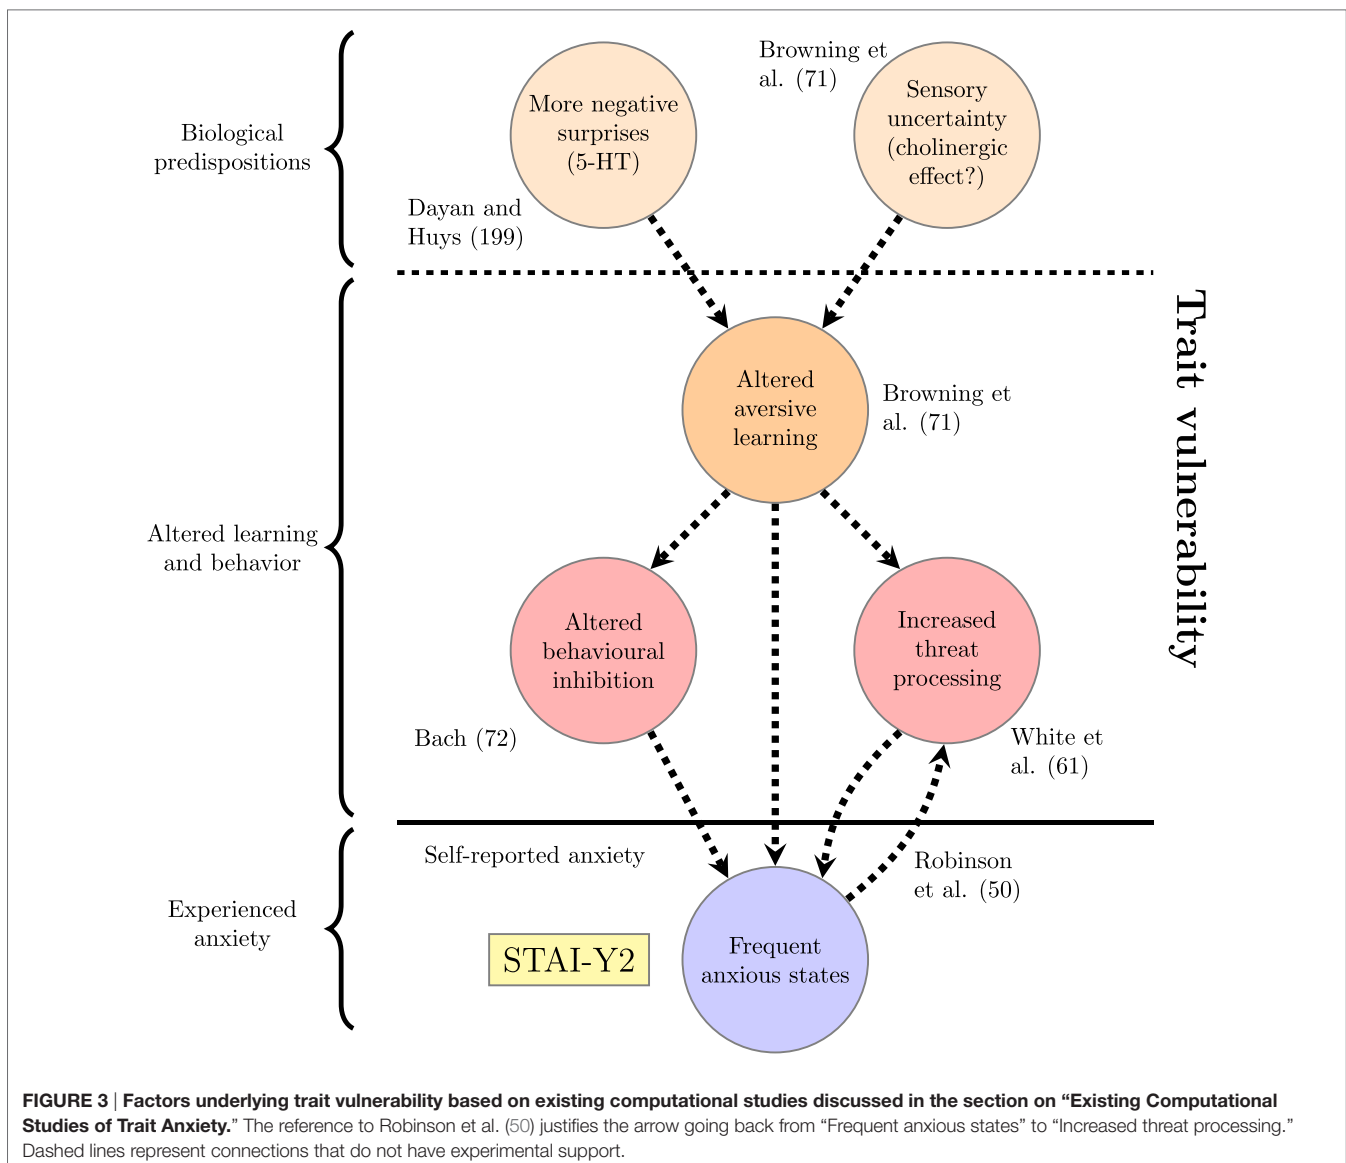 Biological
predispositions
More negative
surprises
(5-HT)
Browning et
al. (71)
Sensory
uncertainty
(cholinergic
effect?)
Dayan and
Huys (199)
Trait vulnerability
Altered learning
and behavior
Altered
aversive
learning
Browning et
al. (71)
Altered
behavioural
inhibition
Increased
threat
processing
Bach (72)
White et
al. (61)
Experienced
anxiety
Self-reported anxiety
Robinson
et al. (50)
STAI-Y2
Frequent
anxious states
FIGURE 3 | Factors underlying trait vulnerability based on existing computational studies discussed in the section on “Existing Computational
Studies of Trait Anxiety.” The reference to Robinson et al. (50) justifies the arrow going back from “Frequent anxious states” to “Increased threat processing.”
Dashed lines represent connections that do not have experimental support.